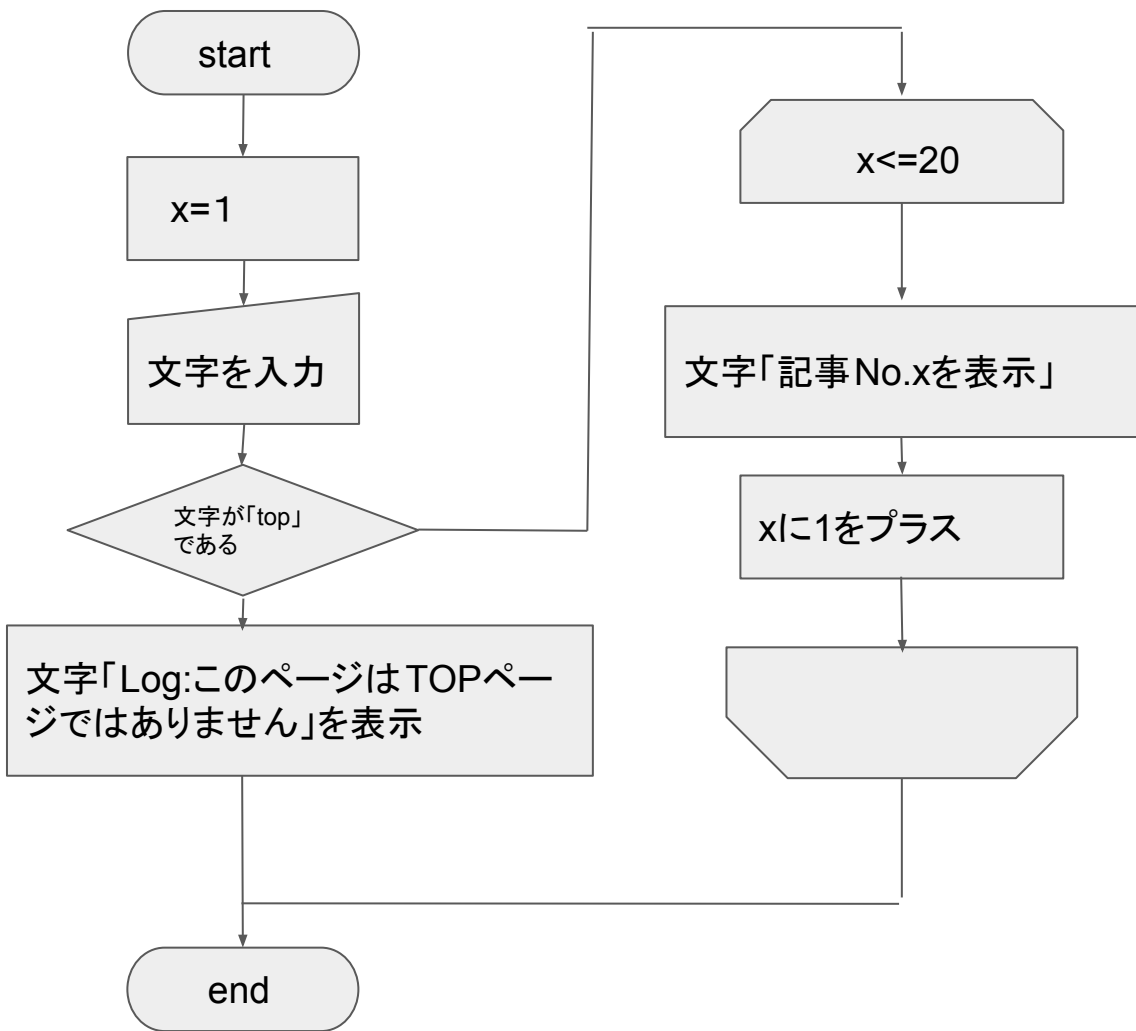 start
x=1
文字を入力
文字が「top」
である
文字「Log:このページはTOPペー
ジではありません」を表示
x<=20
文字「記事No.xを表示」
xに1をプラス
end